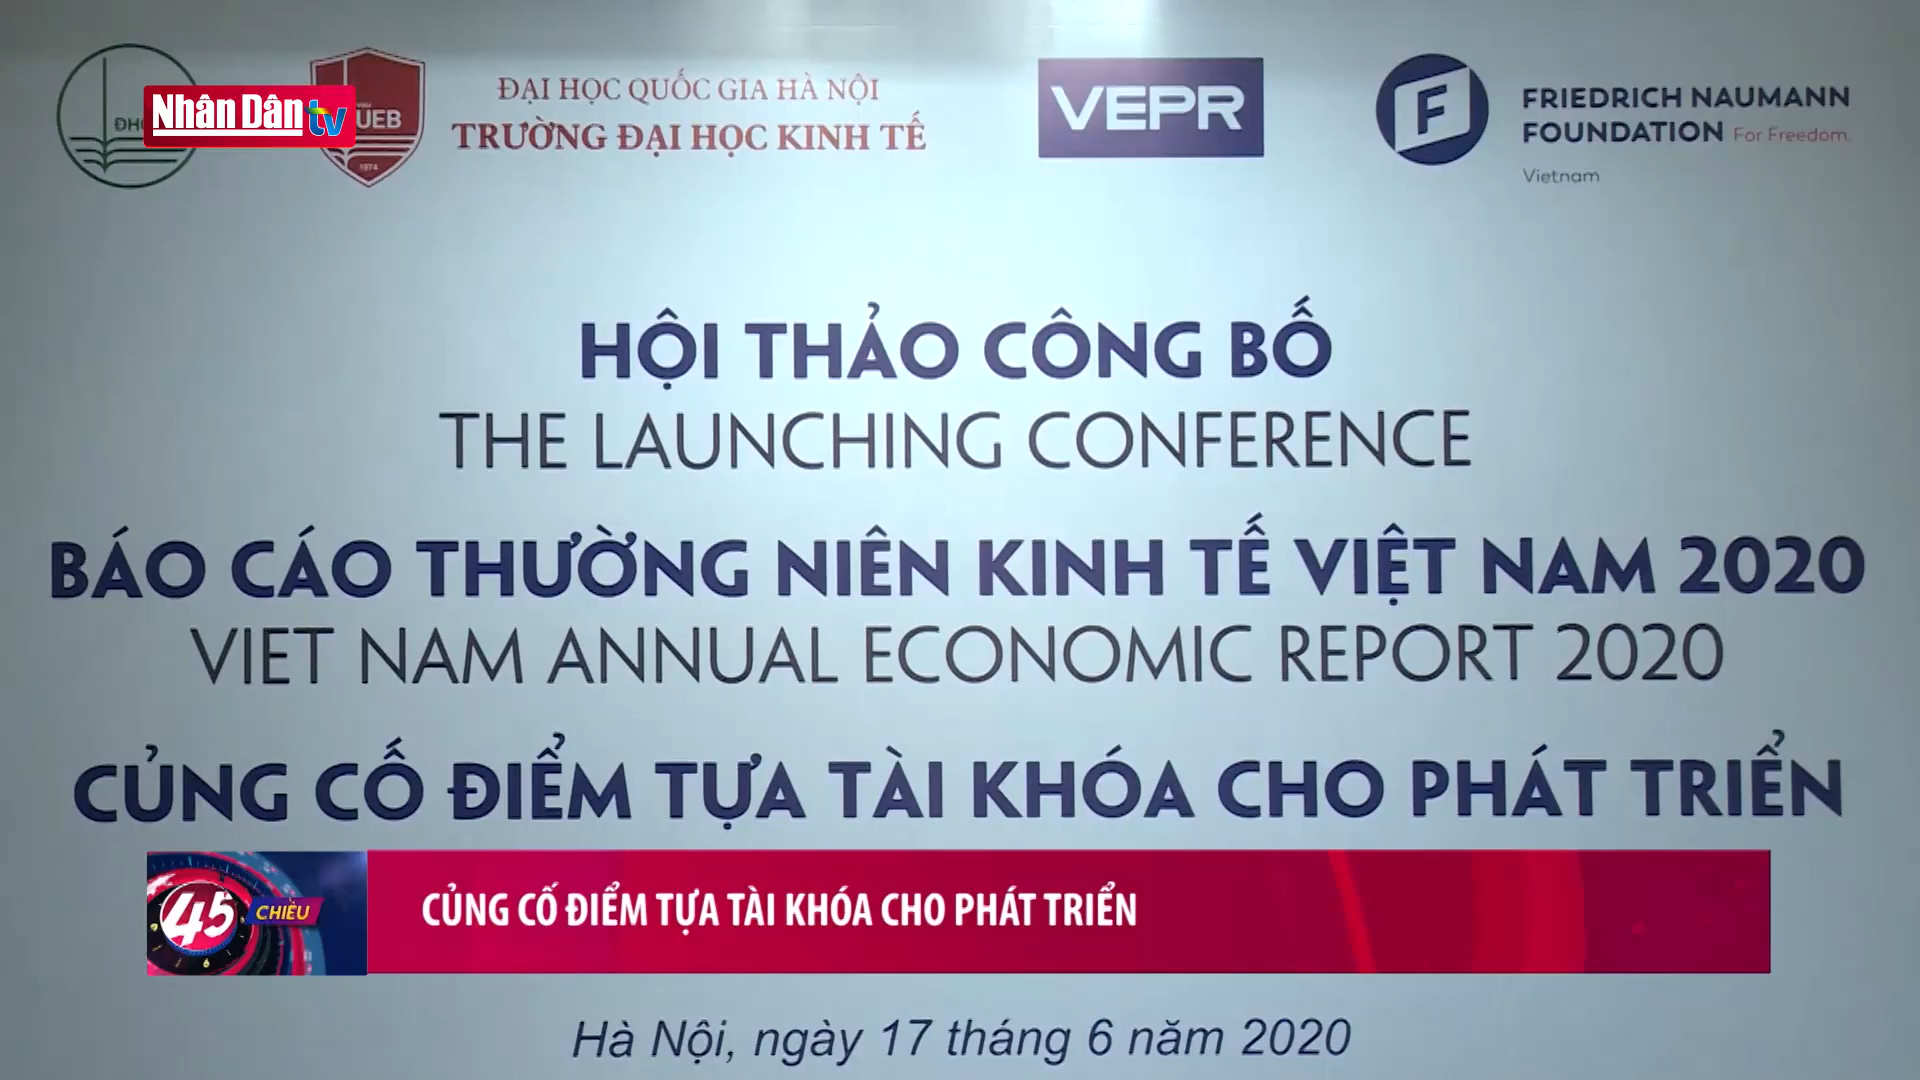 Nhân Dân tv
UEB
1974
ĐẠI HỌC QUỐC GIA HÀ NỘI
TRƯỜNG ĐẠI HỌC KINH TẾ
VEPR
FRIEDRICH NAUMANN
FOUNDATION For Freedom.
Vietnam
HỘI THẢO CÔNG BỐ
THE LAUNCHING CONFERENCE
BÁO CÁO THƯỜNG NIÊN KINH TẾ VIỆT NAM 2020
VIET NAM ANNUAL ECONOMIC REPORT 2020
CỦNG CỐ ĐIỂM TỰA TÀI KHÓA CHO PHÁT TRIỂN
45 CHIỀU
CỦNG CỐ ĐIỂM TỰA TÀI KHÓA CHO PHÁT TRIỂN
Hà Nội, ngày 17 tháng 6 năm 2020